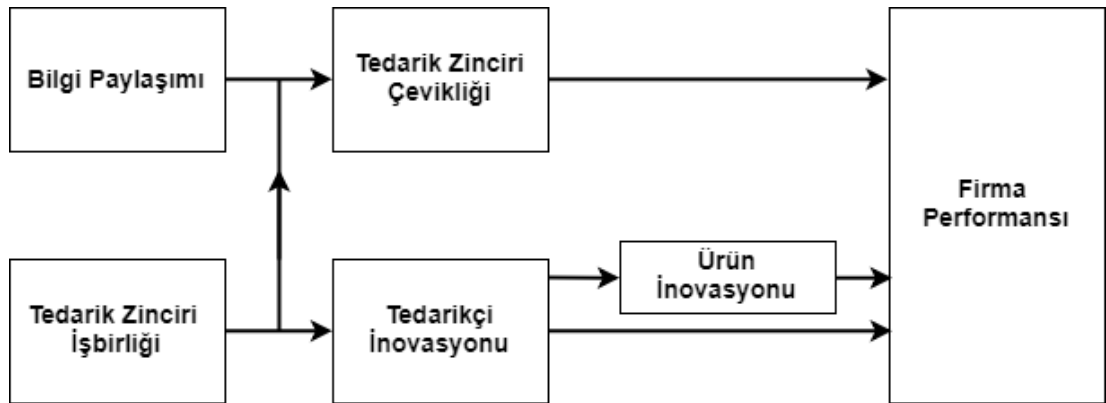 Bilgi Paylaşımı
Tedarik Zinciri
Çevikliği
Firma
Performansı
Ürün
İnovasyonu
Tedarik Zinciri
İşbirliği
Tedarikçi
İnovasyonu